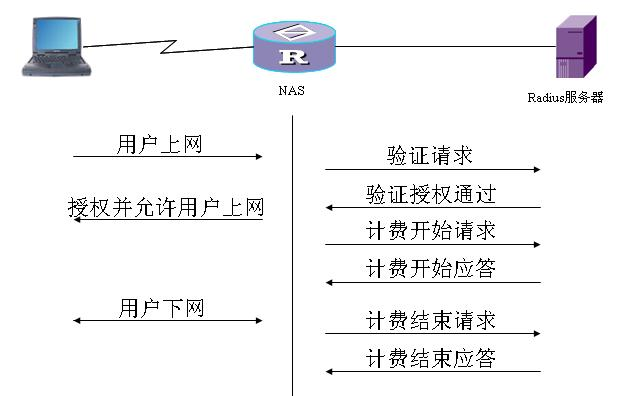 R
NAS
Radius服务器
用户上网
验证请求
验证授权通过
授权并允许用户上网
计费开始请求
计费开始应答
用户下网
计费结束请求
计费结束应答